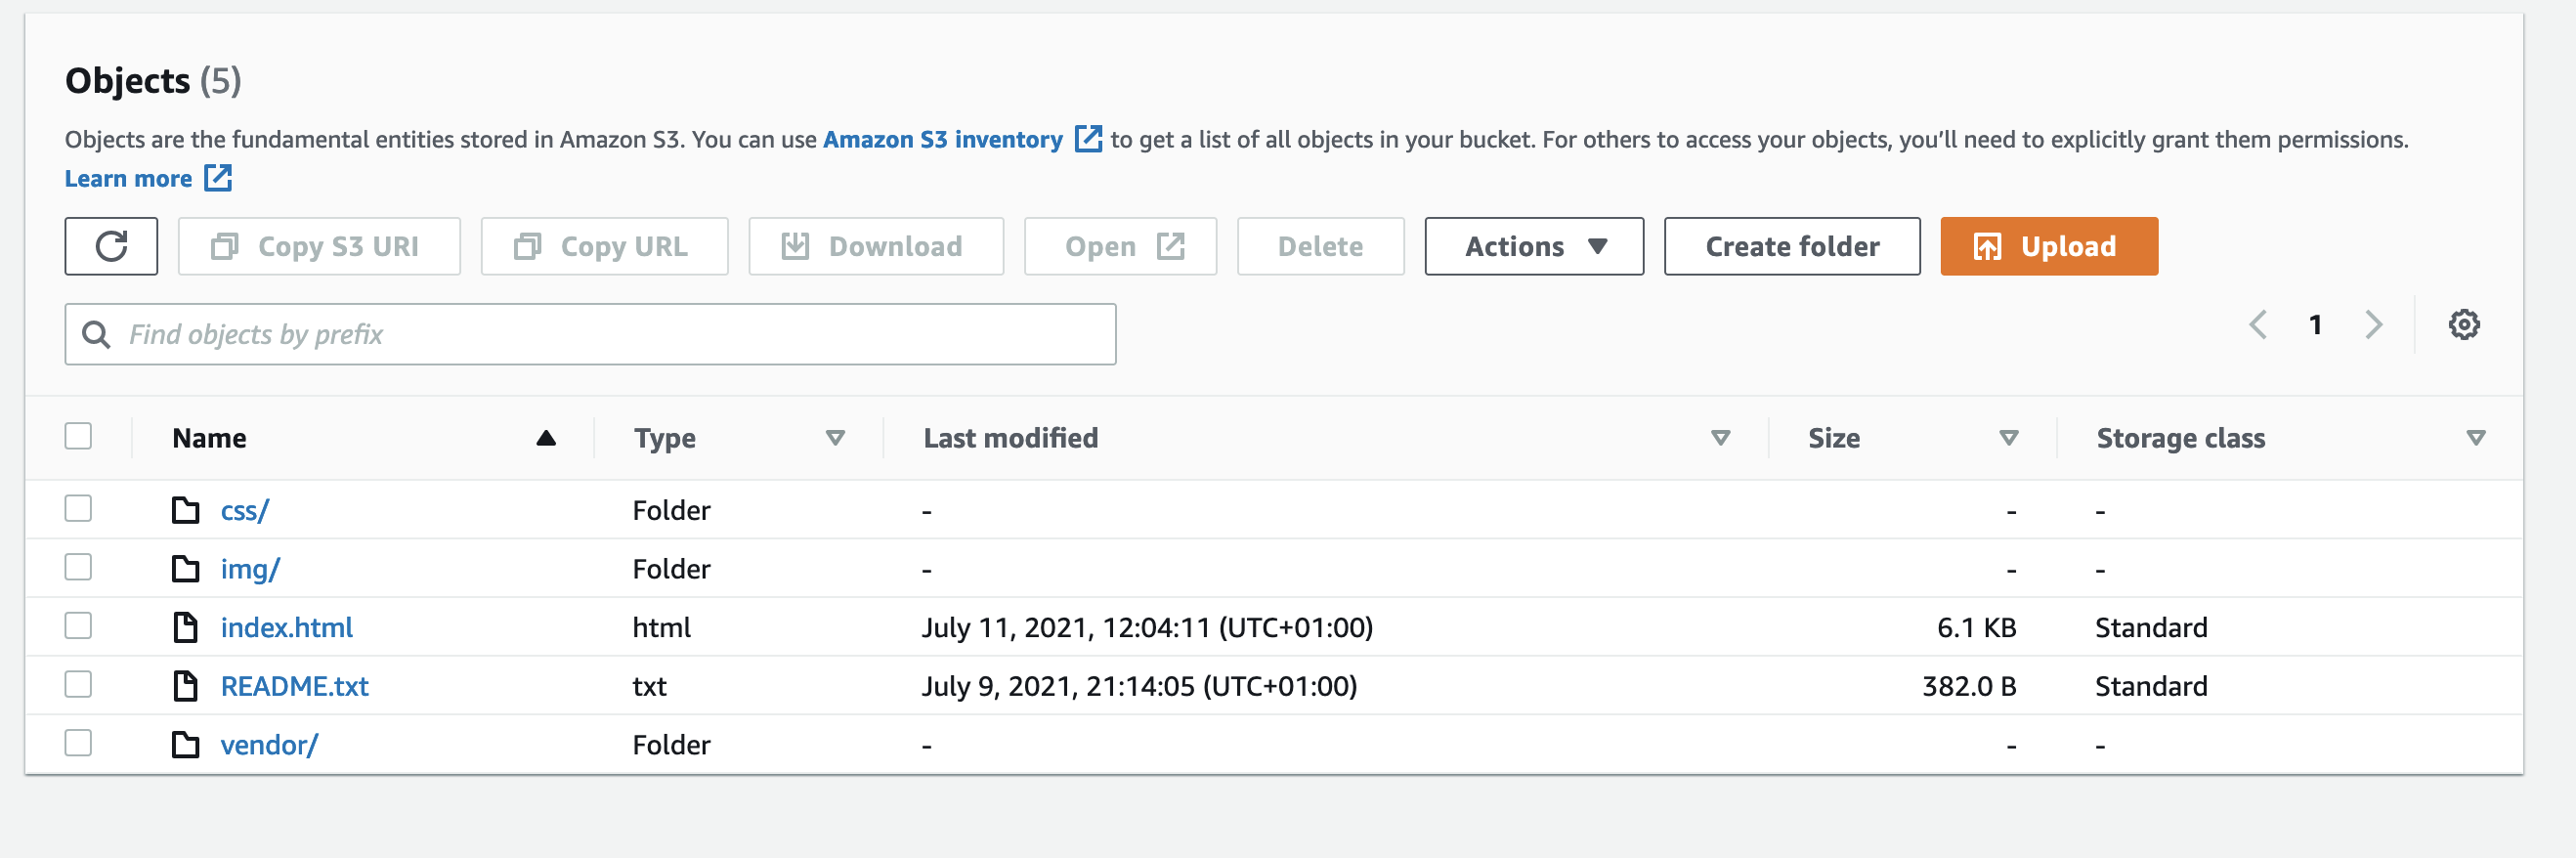 Objects (5)
Objects are the fundamental entities stored in Amazon S3. You can use Amazon S3 inventory to get a list of all objects in your bucket. For others to access your objects, you’ll need to explicitly grant them permissions.
Learn more
Copy S3 URI Copy URL Download Open Delete Actions Create folder Upload
Find objects by prefix 1
Name Type Last modified Size Storage class
css/ Folder - - -
img/ Folder - - -
index.html html July 11, 2021, 12:04:11 (UTC+01:00) 6.1 KB Standard
README.txt txt July 9, 2021, 21:14:05 (UTC+01:00) 382.0 B Standard
vendor/ Folder - - -